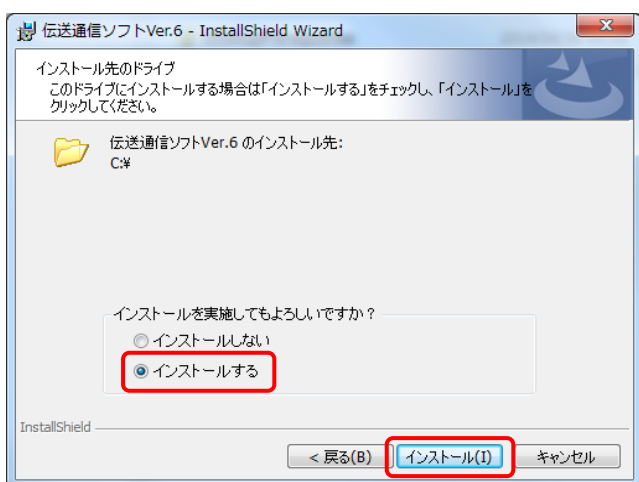 伝送通信ソフトVer.6 - InstallShield Wizard
インストール先のドライブ
このドライブにインストールする場合は「インストールする」をチェックし、「インストール」を
クリックしてください。
伝送通信ソフトVer.6 のインストール先:
C:¥
インストールを実施してもよろしいですか？
インストールしない
インストールする
InstallShield
< 戻る(B)
インストール(I)
キャンセル